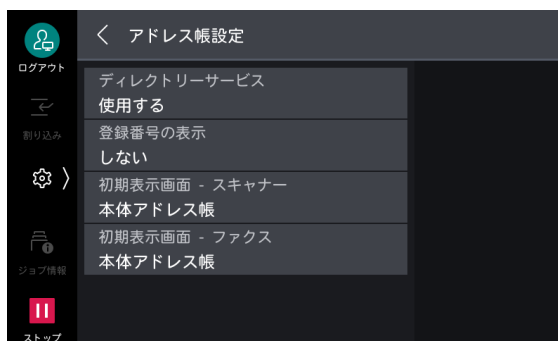 アドレス帳設定
ログアウト
ディレクトリーサービス
使用する
割り込み
登録番号の表示
しない
初期表示画面 - スキャナー
本体アドレス帳
初期表示画面 - ファクス
本体アドレス帳
ジョブ情報
ストップ